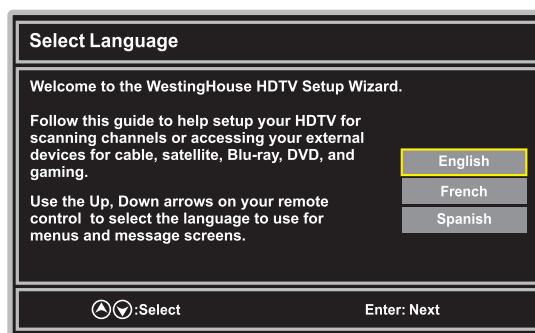 Select Language
Welcome to the WestingHouse HDTV Setup Wizard.
Follow this guide to help setup your HDTV for
scanning channels or accessing your external
devices for cable, satellite, Blu-ray, DVD, and
gaming.
Use the Up, Down arrows on your remote
control to select the language to use for
menus and message screens.
English
French
Spanish
:Select
Enter: Next